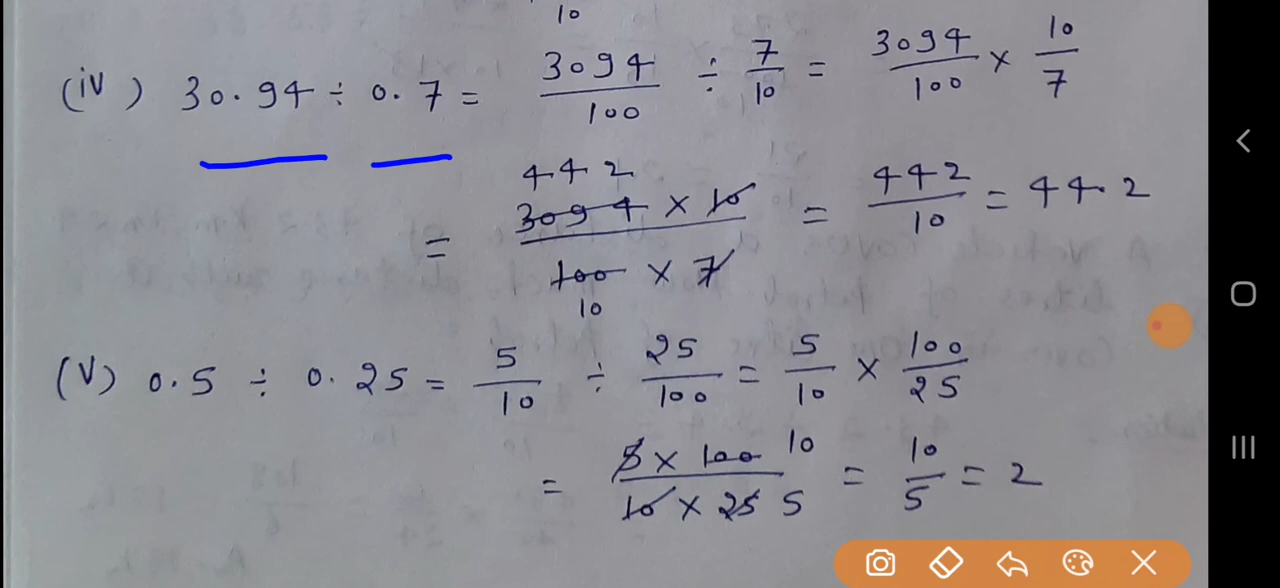 10
(iv) 30.94 ÷ 0.7 = 3094/100 ÷ 7/10 = 3094/100 × 10/7
442
= 3094 × 10 / 100 × 7 = 442/10 = 44.2
10
(V) 0.5 ÷ 0.25 = 5/10 ÷ 25/100 = 5/10 × 100/25
= 5 × 100 10 / 10 × 25 5 = 10/5 = 2